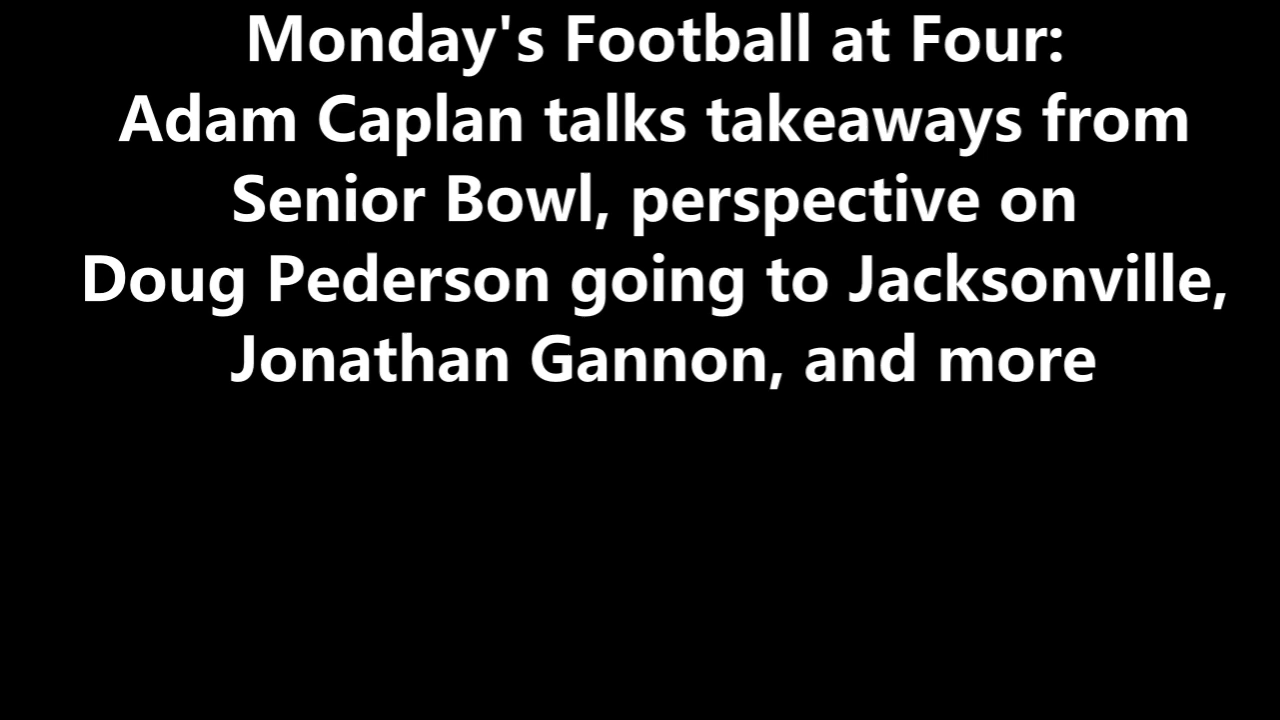 Monday's Football at Four:
Adam Caplan talks takeaways from
Senior Bowl, perspective on
Doug Pederson going to Jacksonville,
Jonathan Gannon, and more